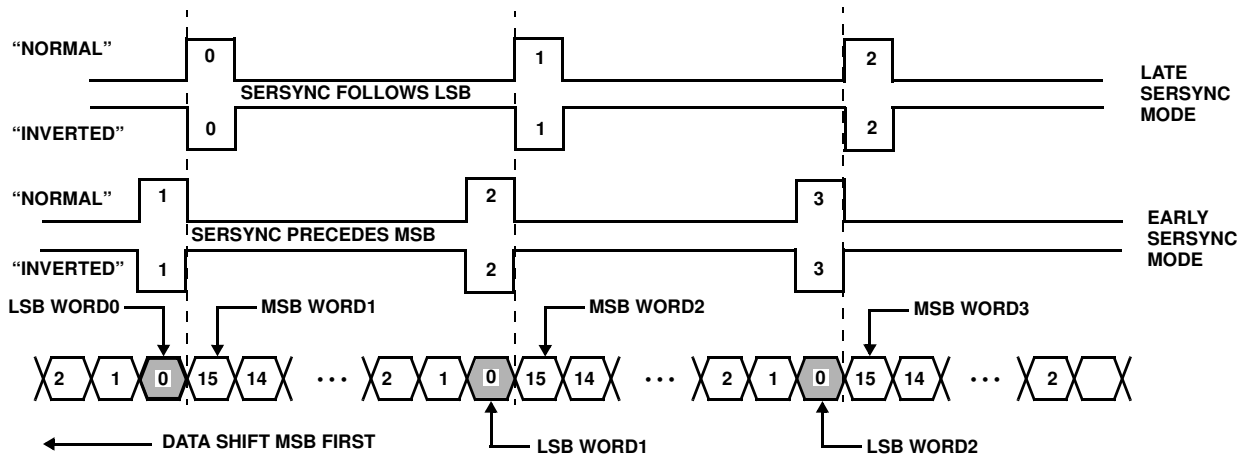 “NORMAL” 0 1 2
SERSYNC FOLLOWS LSB
“INVERTED” 0 1 2
LATE
SERSYNC
MODE
“NORMAL” 1 2 3
SERSYNC PRECEDES MSB
“INVERTED” 1 2 3
EARLY
SERSYNC
MODE
LSB WORD0 MSB WORD1 MSB WORD2 MSB WORD3
2 1 0 15 14 ··· 2 1 0 15 14 ··· 2 1 0 15 14 ··· 2
DATA SHIFT MSB FIRST LSB WORD1 LSB WORD2